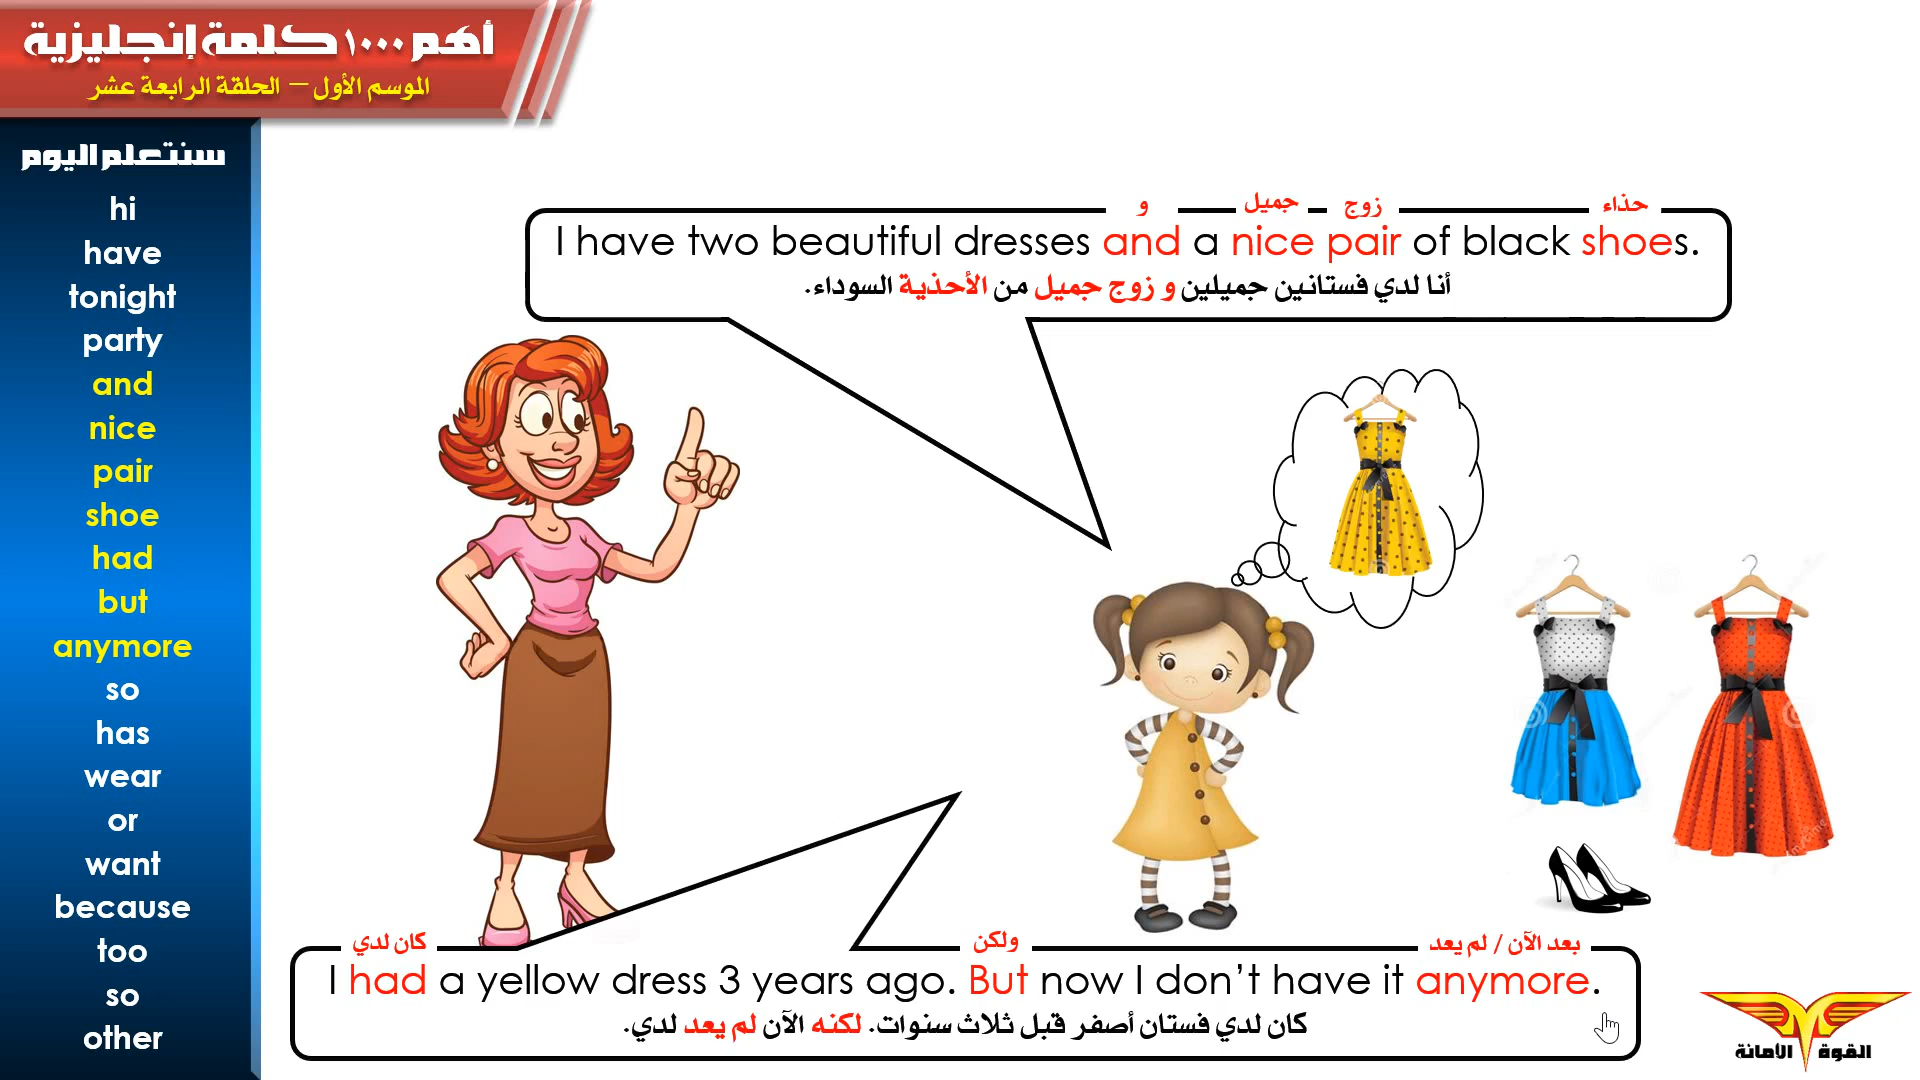 أهم ١٠٠٠ كلمة إنجليزية
الموسم الأول – الحلقة الرابعة عشر
سنتعلم اليوم
hi
have
tonight
party
and
nice
pair
shoe
had
but
anymore
so
has
wear
or
want
because
too
so
other
و جميل زوج حذاء
I have two beautiful dresses and a nice pair of black shoes.
أنا لدي فستانين جميلين و زوج جميل من الأحذية السوداء.
كان لدي ولكن بعد الآن / لم يعد
I had a yellow dress 3 years ago. But now I don't have it anymore.
كان لدي فستان أصفر قبل ثلاث سنوات. لكنه الآن لم يعد لدي.
القوة الأمانة